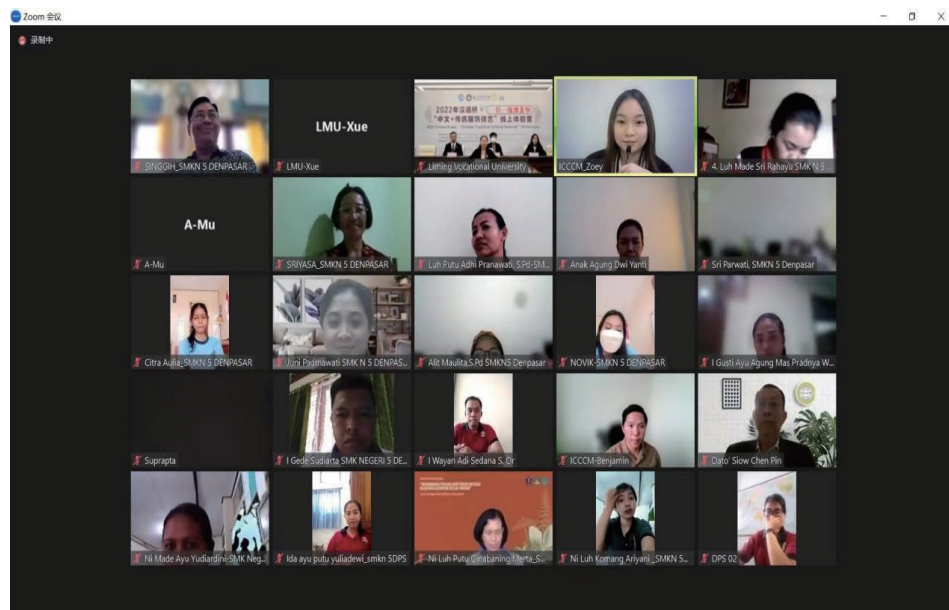 Zoom 会议
录制中
SINGGIH_SMKN 5 DENPASAR
LMU-Xue
LMU-Xue
2022年汉语桥
"中文+传统服饰技艺" 线上体验营
Liming Vocational University
ICCCM_Zoey
4. Luh Made Sri Rahayu SMK N 5
A-Mu
A-Mu
SRIYASA_SMKN 5 DENPASAR
Luh Putu Adhi Pranawati, S.Pd-SM...
Anak Agung Dwi Yanti
Sri Parwati, SMKN 5 Denpasar
Citra Aulia_SMKN 5 DENPASAR
Juni Padmawati SMK N 5 DENPAS...
Alit Maulita S.Pd SMKN5 Denpasar
NOVIK-SMKN 5 DENPASAR
I Gusti Ayu Agung Mas Pradnya W...
Suprapta
I Gede Sudiarta SMK NEGERI 5 DE...
I Wayan Adi Sedana S. Or
ICCCM-Benjamin
Dato' Siow Chen Pin
Ni Made Ayu Yudiardini-SMK Neg...
Ida ayu putu yuliadewi_smkn 5DPS
Ni Luh Putu Girabaning Merta_S...
Ni Luh Komang Ariyani _SMKN 5...
DPS 02